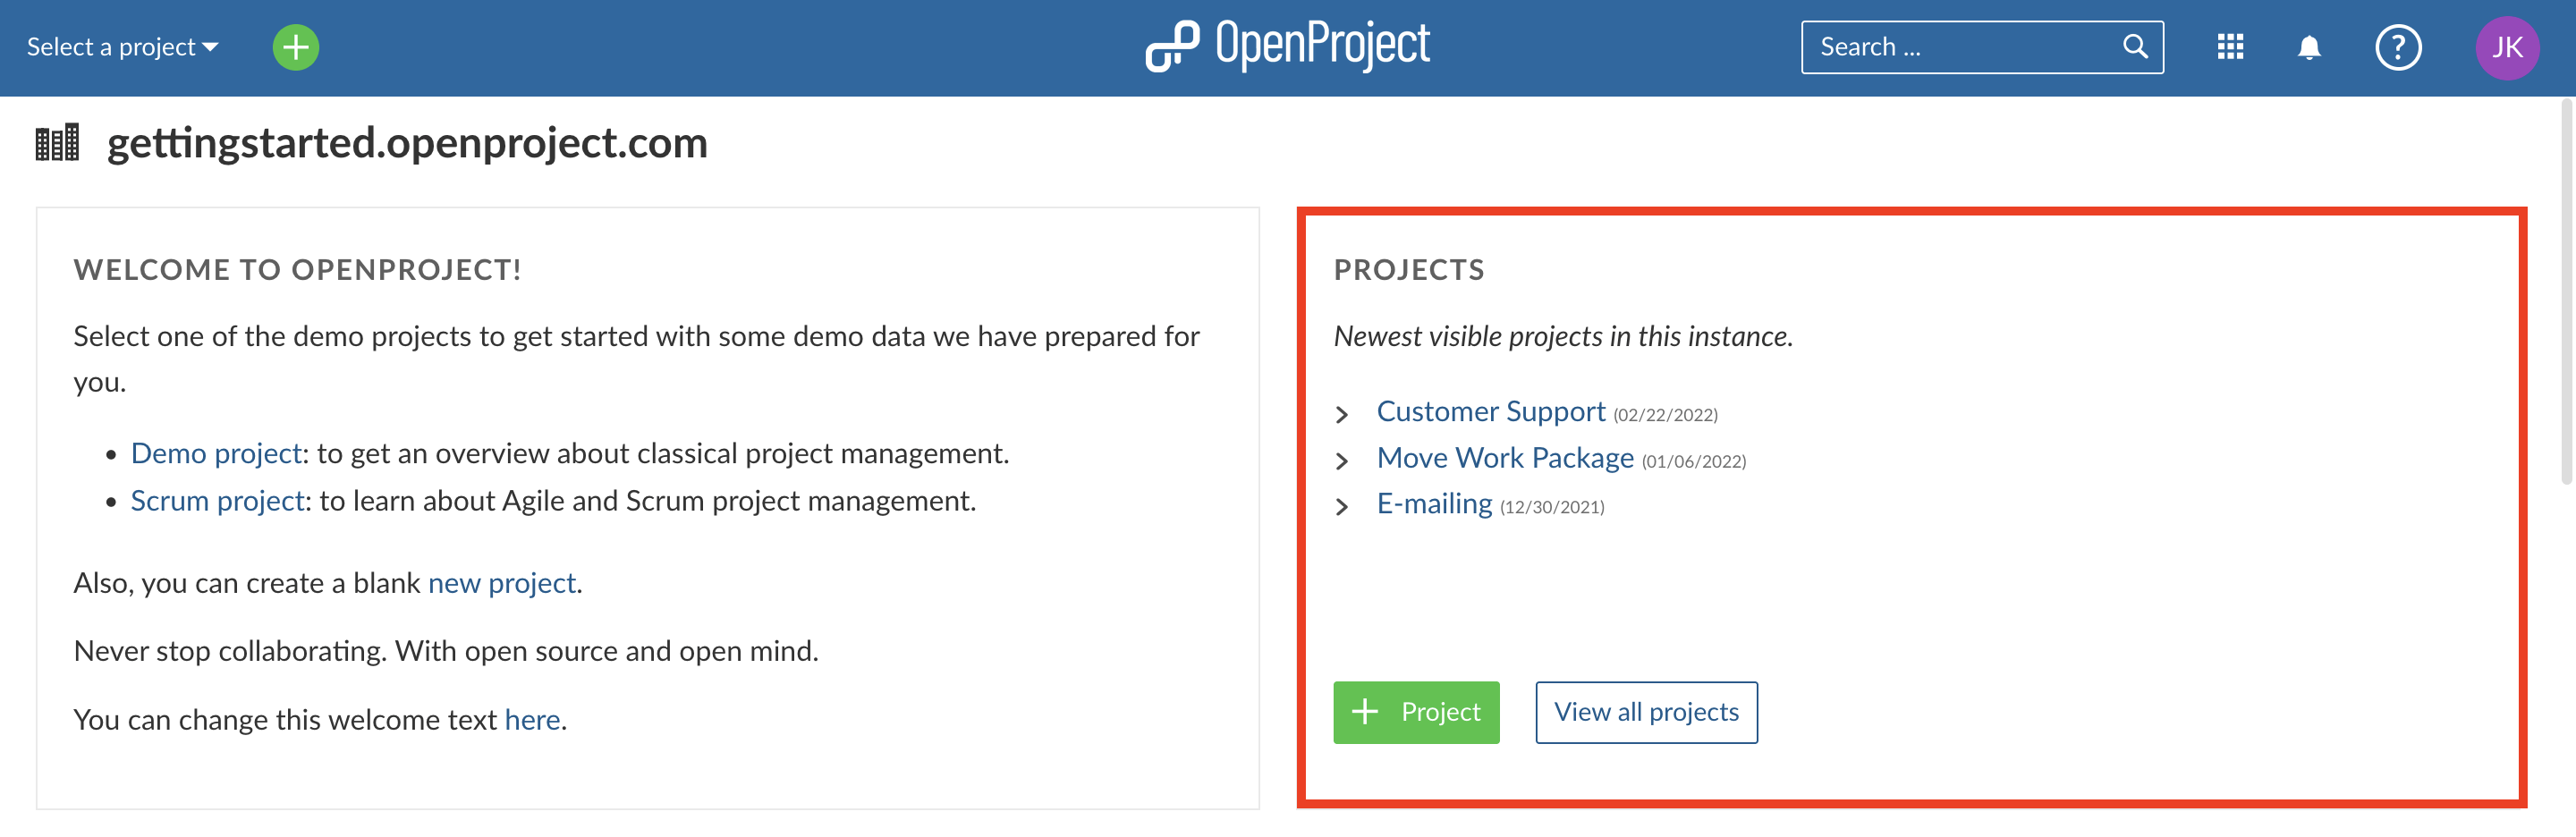 Select a project
OpenProject
Search ...
?
JK
gettingstarted.openproject.com
WELCOME TO OPENPROJECT!
Select one of the demo projects to get started with some demo data we have prepared for
you.
• Demo project: to get an overview about classical project management.
• Scrum project: to learn about Agile and Scrum project management.
Also, you can create a blank new project.
Never stop collaborating. With open source and open mind.
You can change this welcome text here.
PROJECTS
Newest visible projects in this instance.
Customer Support (02/22/2022)
Move Work Package (01/06/2022)
E-mailing (12/30/2021)
+ Project
View all projects